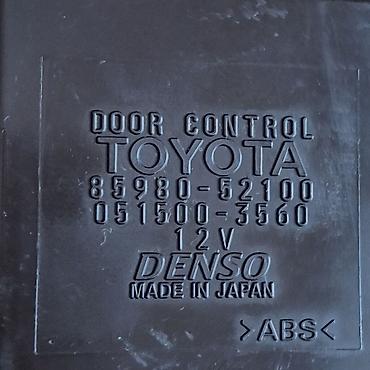 DOOR CONTROL
TOYOTA
85980-52100
051500-3560
12V
DENSO
MADE IN JAPAN
>ABS<